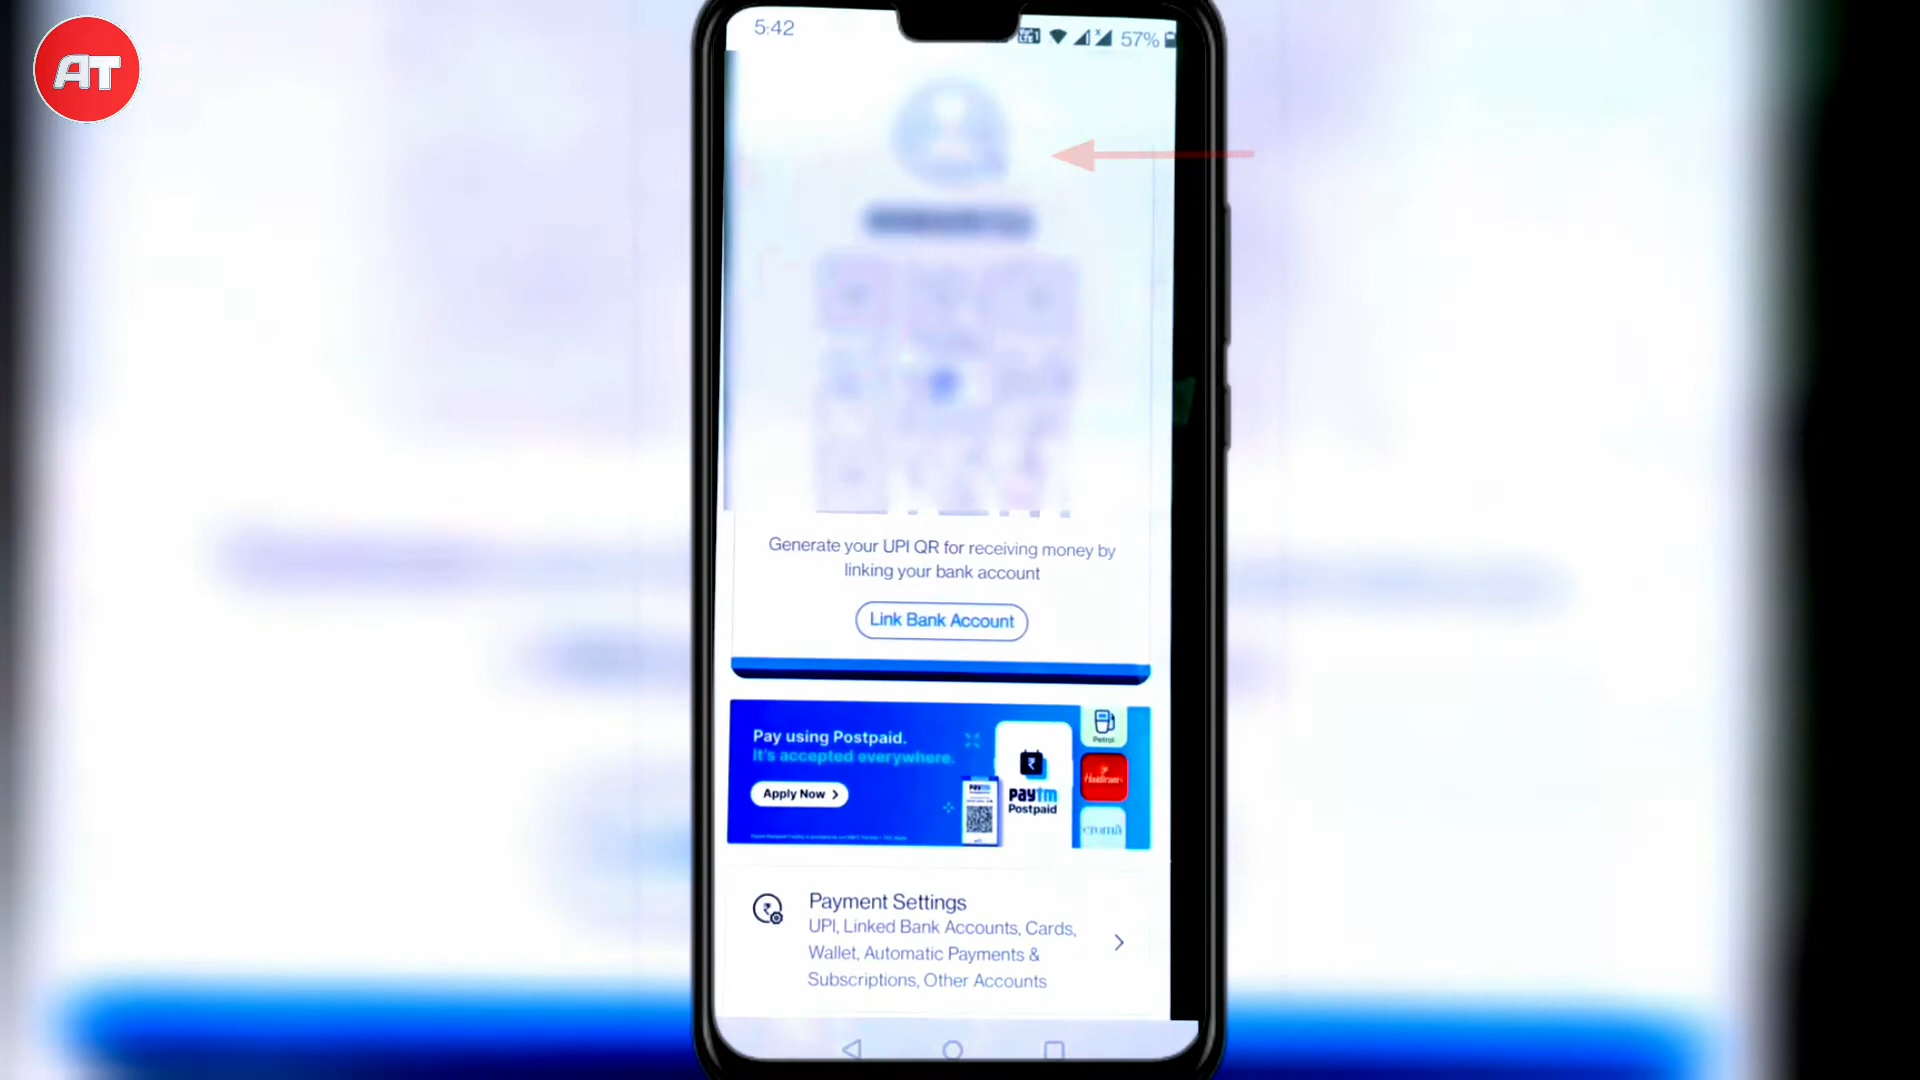 AT
5:42
57%
Generate your UPI QR for receiving money by
linking your bank account
Link Bank Account
Pay using Postpaid.
It's accepted everywhere.
Apply Now
paytm
Postpaid
Petrol
croma
Payment Settings
UPI, Linked Bank Accounts, Cards,
Wallet, Automatic Payments &
Subscriptions, Other Accounts